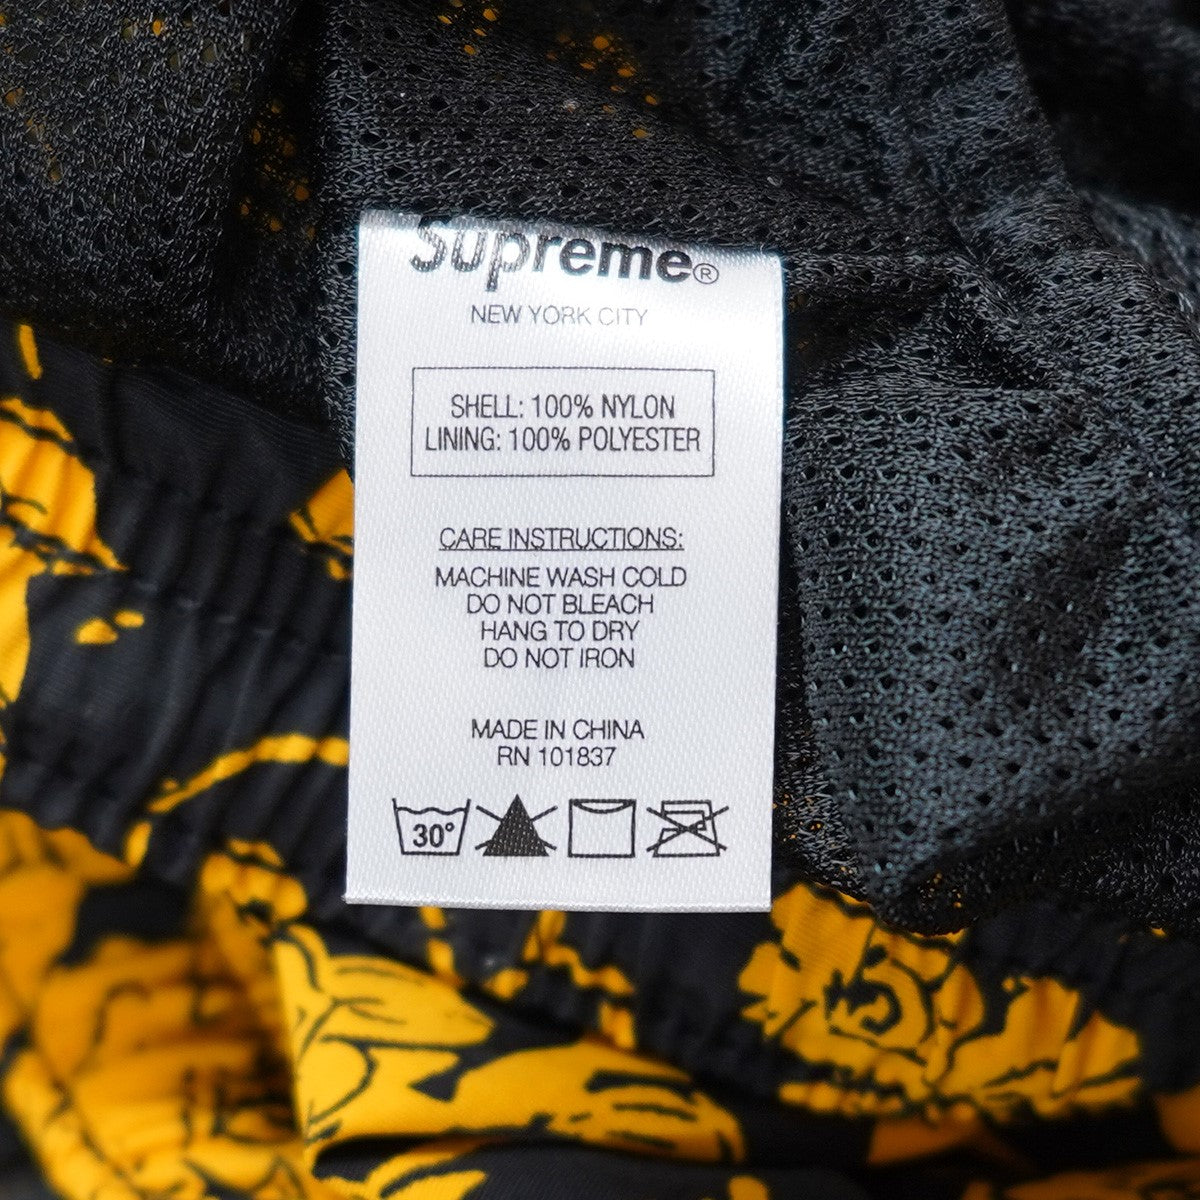 Supreme®
NEW YORK CITY
SHELL: 100% NYLON
LINING: 100% POLYESTER
CARE INSTRUCTIONS:
MACHINE WASH COLD
DO NOT BLEACH
HANG TO DRY
DO NOT IRON
MADE IN CHINA
RN 101837
30°